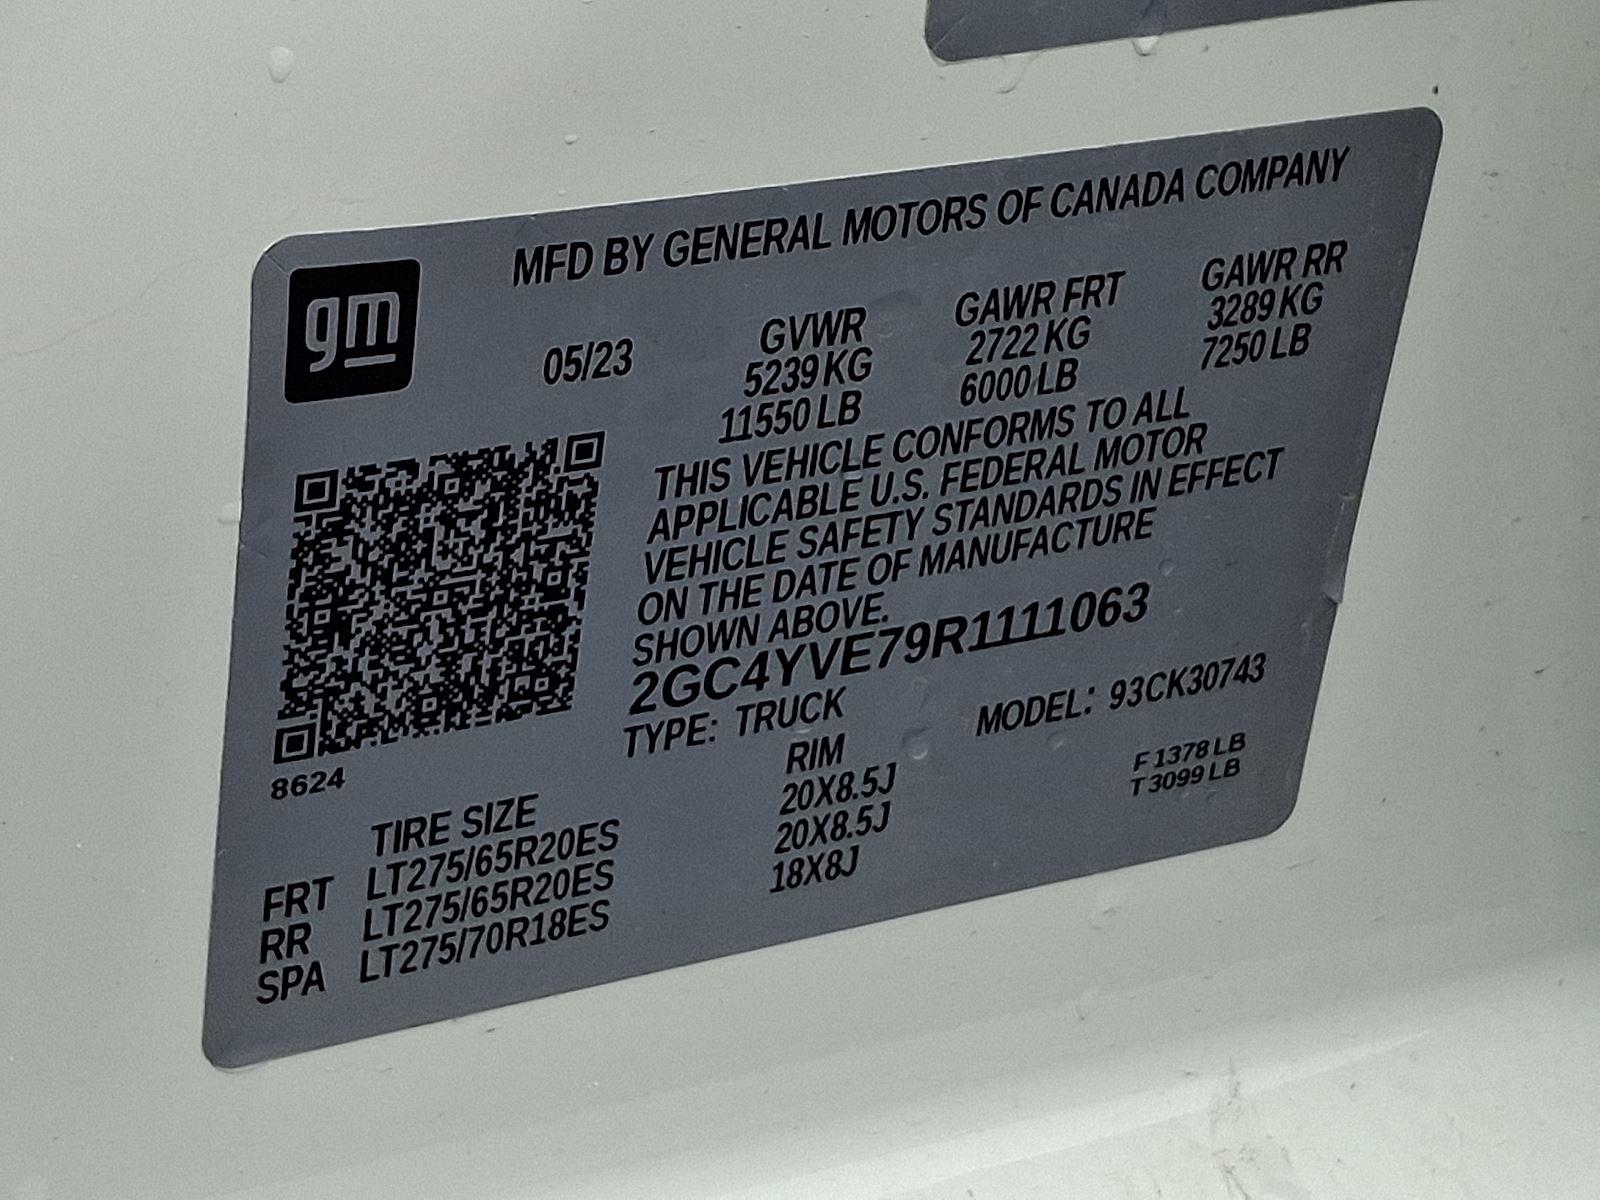 gm
MFD BY GENERAL MOTORS OF CANADA COMPANY
05/23
GVWR GAWR FRT GAWR RR
5239 KG 2722 KG 3289 KG
11550 LB 6000 LB 7250 LB
THIS VEHICLE CONFORMS TO ALL
APPLICABLE U.S. FEDERAL MOTOR
VEHICLE SAFETY STANDARDS IN EFFECT
ON THE DATE OF MANUFACTURE
SHOWN ABOVE.
2GC4YVE79R1111063
TYPE: TRUCK MODEL: 93CK30743
8624
F 1378 LB
T 3099 LB
TIRE SIZE RIM
FRT LT275/65R20ES 20X8.5J
RR LT275/65R20ES 20X8.5J
SPA LT275/70R18ES 18X8J